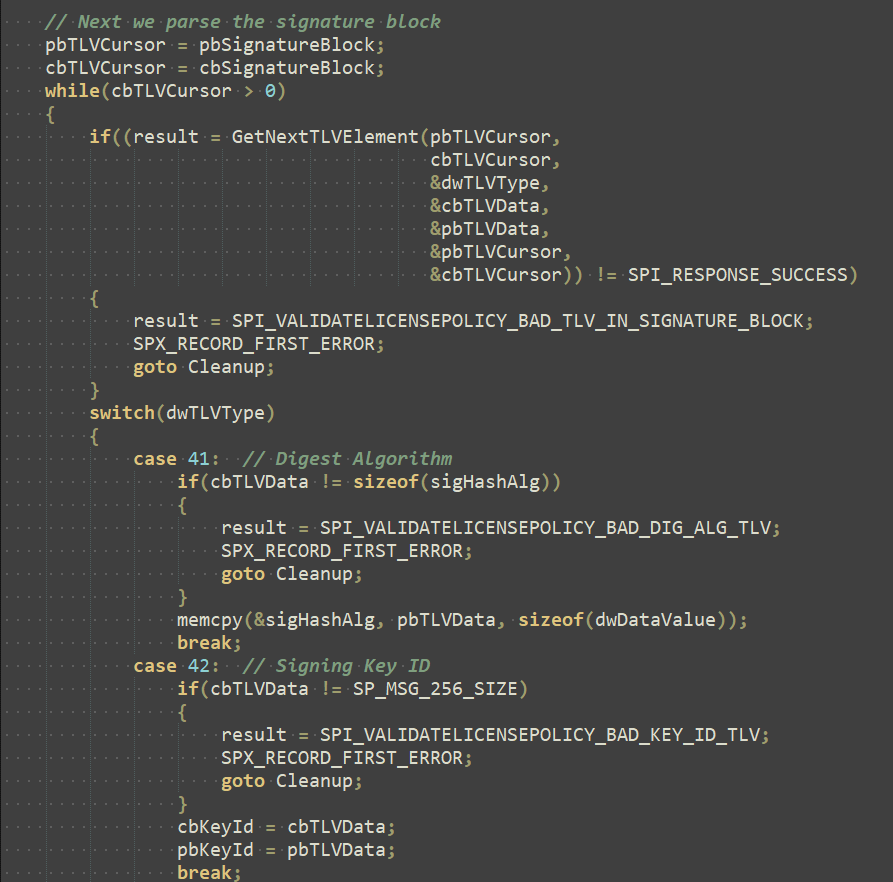 // Next we parse the signature block
pbTLVCursor = pbSignatureBlock;
cbTLVCursor = cbSignatureBlock;
while(cbTLVCursor > 0)
{
if((result = GetNextTLVElement(pbTLVCursor,
cbTLVCursor,
&dwTLVType,
&cbTLVData,
&pbTLVData,
&pbTLVCursor,
&cbTLVCursor)) != SPI_RESPONSE_SUCCESS)
{
result = SPI_VALIDATELICENSEPOLICY_BAD_TLV_IN_SIGNATURE_BLOCK;
SPX_RECORD_FIRST_ERROR;
goto Cleanup;
}
switch(dwTLVType)
{
case 41: // Digest Algorithm
if(cbTLVData != sizeof(sigHashAlg))
{
result = SPI_VALIDATELICENSEPOLICY_BAD_DIG_ALG_TLV;
SPX_RECORD_FIRST_ERROR;
goto Cleanup;
}
memcpy(&sigHashAlg, pbTLVData, sizeof(dwDataValue));
break;
case 42: // Signing Key ID
if(cbTLVData != SP_MSG_256_SIZE)
{
result = SPI_VALIDATELICENSEPOLICY_BAD_KEY_ID_TLV;
SPX_RECORD_FIRST_ERROR;
goto Cleanup;
}
cbKeyId = cbTLVData;
pbKeyId = pbTLVData;
break;